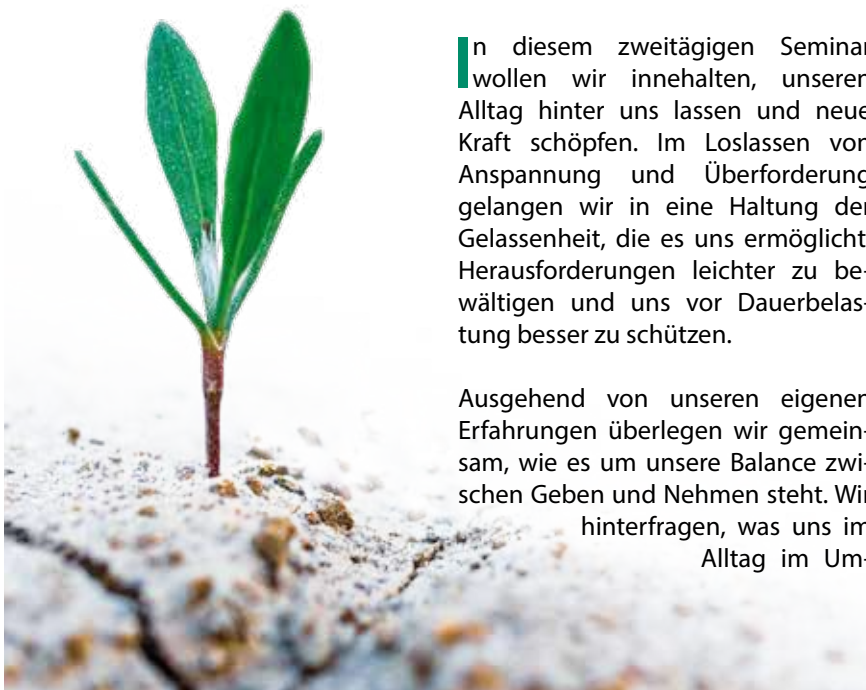 In diesem zweitägigen Seminar
wollen wir innehalten, unseren
Alltag hinter uns lassen und neue
Kraft schöpfen. Im Loslassen von
Anspannung und Überforderung
gelangen wir in eine Haltung der
Gelassenheit, die es uns ermöglicht,
Herausforderungen leichter zu be-
wältigen und uns vor Dauerbelas-
tung besser zu schützen.

Ausgehend von unseren eigenen
Erfahrungen überlegen wir gemein-
sam, wie es um unsere Balance zwi-
schen Geben und Nehmen steht. Wir
hinterfragen, was uns im
Alltag im Um-